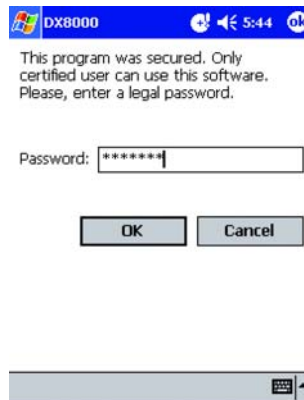 DX8000 5:44 ok
This program was secured. Only
certified user can use this software.
Please, enter a legal password.
Password: *******
OK Cancel